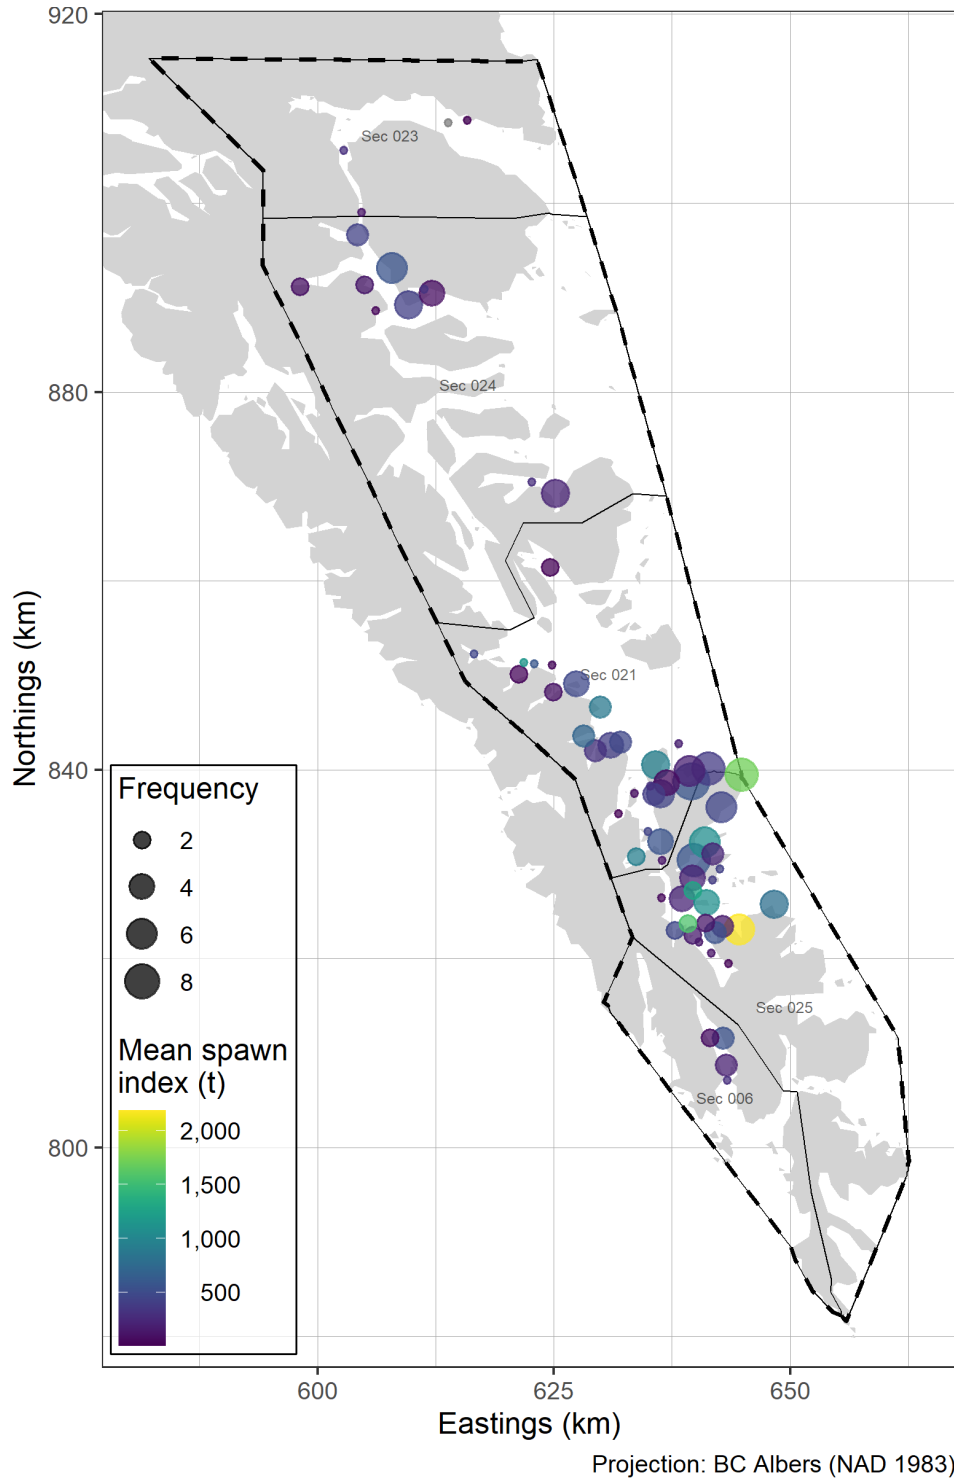 920
880
840
800
Northings (km)
Sec 023
Sec 024
Sec 021
Sec 025
Sec 006
Frequency
2
4
6
8
Mean spawn
index (t)
2,000
1,500
1,000
500
600
625
650
Eastings (km)
Projection: BC Albers (NAD 1983)